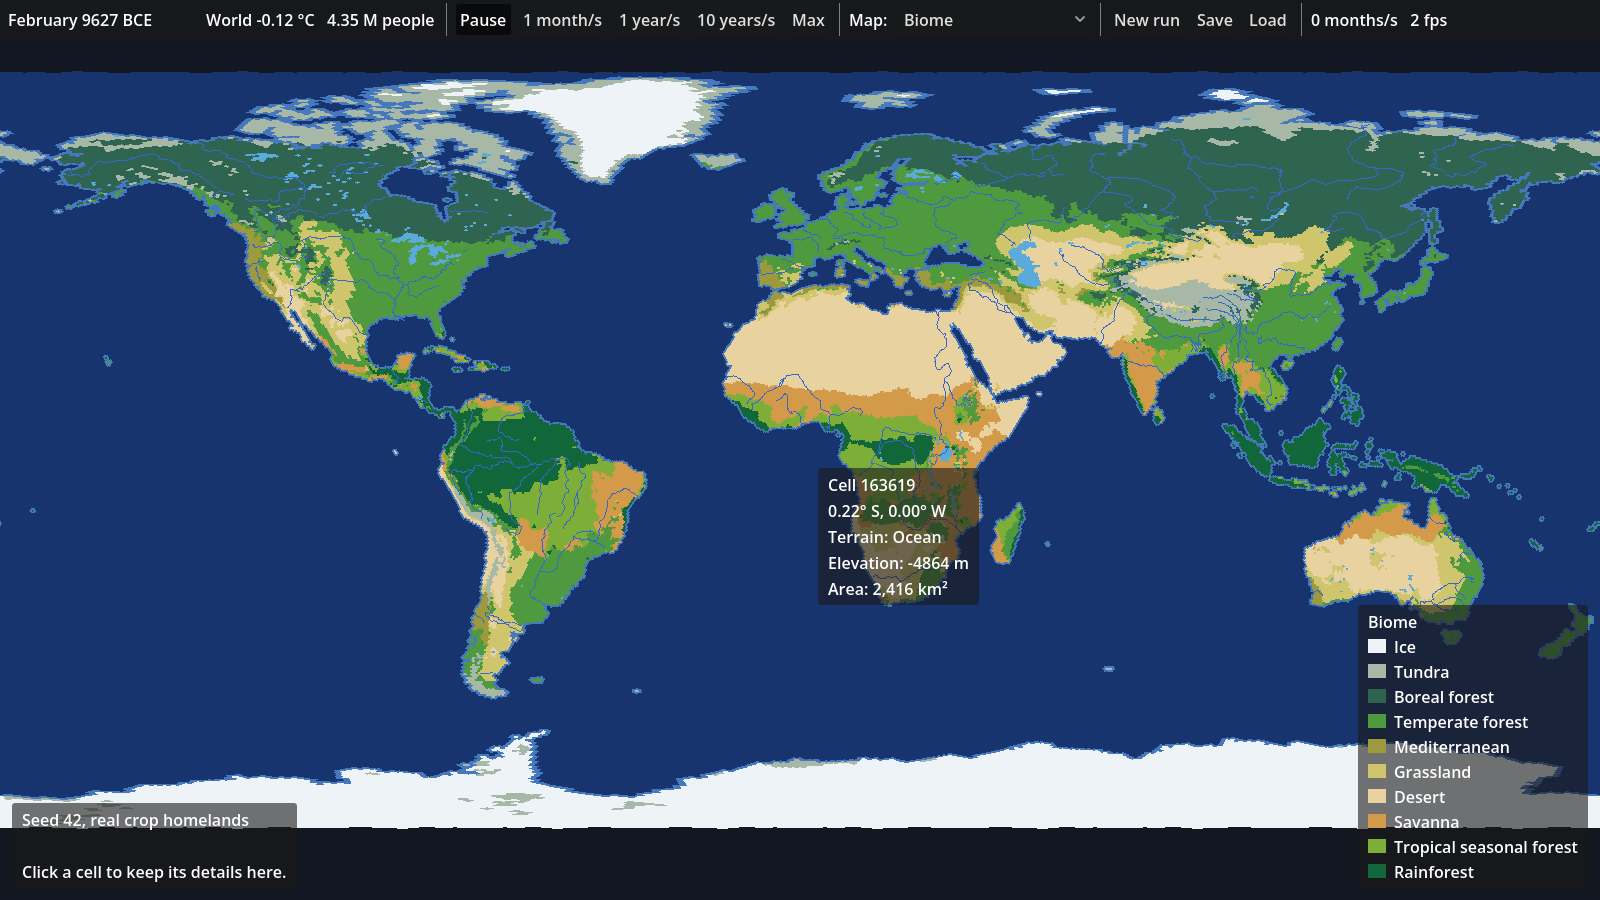 February 9627 BCE World -0.12 °C 4.35 M people Pause 1 month/s 1 year/s 10 years/s Max Map: Biome New run Save Load 0 months/s 2 fps
Cell 163619
0.22° S, 0.00° W
Terrain: Ocean
Elevation: -4864 m
Area: 2,416 km²
Biome
Ice
Tundra
Boreal forest
Temperate forest
Mediterranean
Grassland
Desert
Savanna
Tropical seasonal forest
Rainforest
Seed 42, real crop homelands
Click a cell to keep its details here.